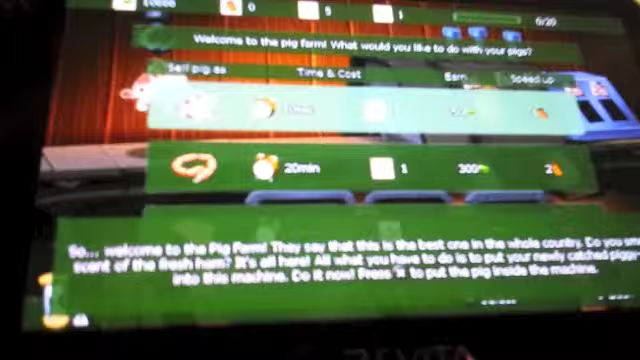 0 5 1 6/20
Welcome to the pig farm! What would you like to do with your pigs?
Sell pig as Time & Cost Earn Speed up
20min 1 300 2
So... welcome to the Pig Farm! They say that this is the best one in the whole country. Do you
scent of the fresh ham? It's all here! All what you have to do is to put your newly catched
into this machine. Do it now! Press 'X' to put the pig inside the machine.